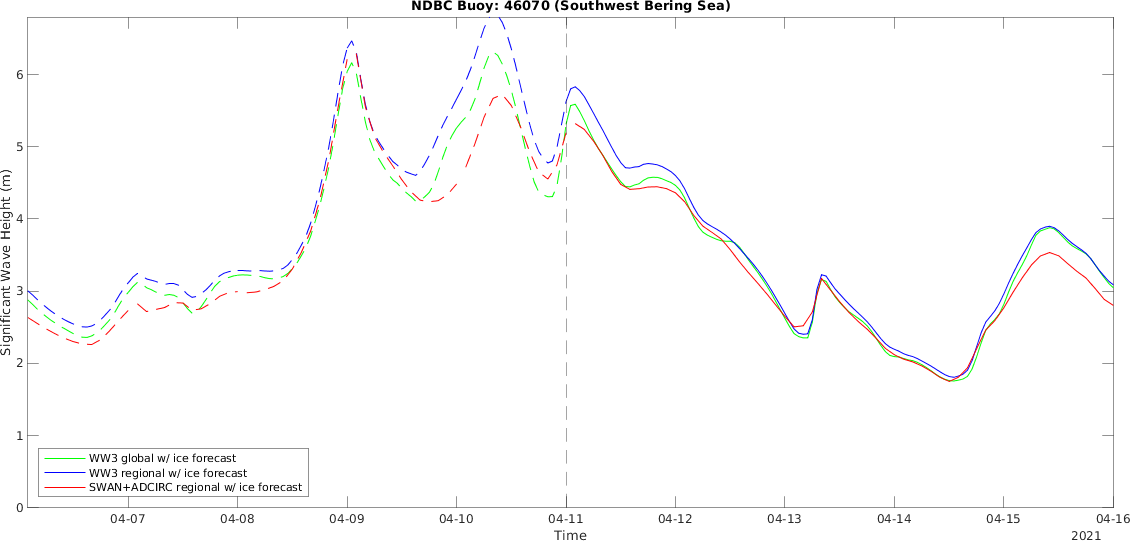 NDBC Buoy: 46070 (Southwest Bering Sea)
Significant Wave Height (m)
6
5
4
3
2
1
0
WW3 global w/ ice forecast
WW3 regional w/ ice forecast
SWAN+ADCIRC regional w/ ice forecast
04-07 04-08 04-09 04-10 04-11 04-12 04-13 04-14 04-15 04-16
Time
2021